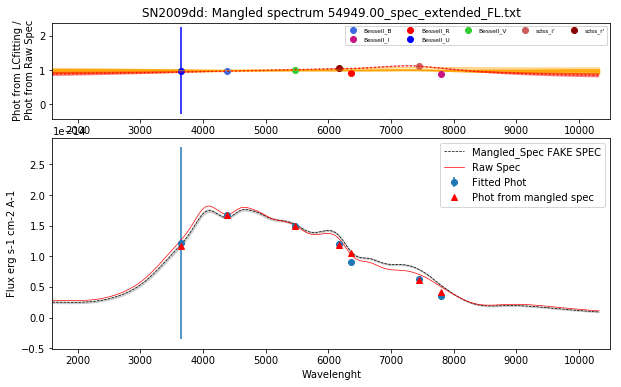 SN2009dd: Mangled spectrum 54949.00_spec_extended_FL.txt
Phot from LCfitting /
Phot from Raw Spec
2
1
0
Bessell_B
Bessell_I
Bessell_R
Bessell_U
Bessell_V
sdss_i'
sdss_r'
2000
3000
4000
5000
6000
7000
8000
9000
10000
1e−14
Flux erg s-1 cm-2 A-1
2.5
2.0
1.5
1.0
0.5
0.0
−0.5
Mangled_Spec FAKE SPEC
Raw Spec
Fitted Phot
Phot from mangled spec
2000
3000
4000
5000
6000
7000
8000
9000
10000
Wavelenght